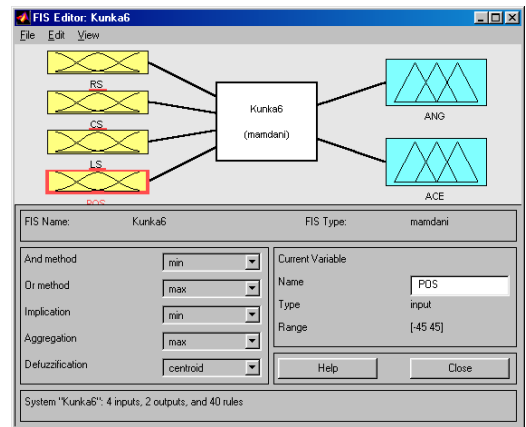 FIS Editor: Kunka6
File Edit View
RS
CS
LS
POS
Kunka6
(mamdani)
ANG
ACE
FIS Name: Kunka6 FIS Type: mamdani
And method min
Or method max
Implication min
Aggregation max
Defuzzification centroid
Current Variable
Name POS
Type input
Range [-45 45]
Help Close
System "Kunka6": 4 inputs, 2 outputs, and 40 rules